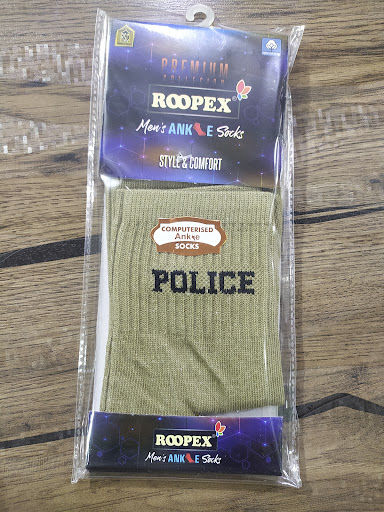 PREMIUM
COLLECTION
ROOPEX®
Men's ANKLE Socks
STYLE & COMFORT
COMPUTERISED
Ankle
SOCKS
POLICE
ROOPEX
Men's ANKLE Socks